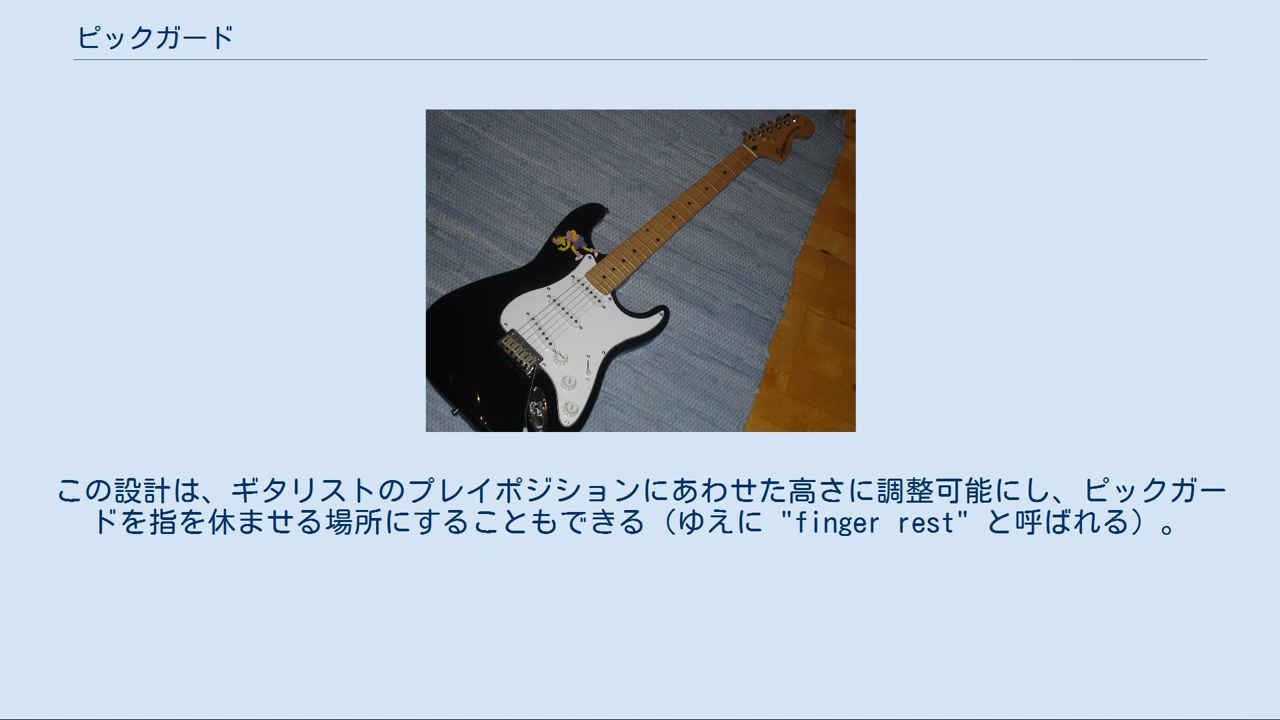 ピックガード
この設計は、ギタリストのプレイポジションにあわせた高さに調整可能にし、ピックガー
ドを指を休ませる場所にすることもできる（ゆえに "finger rest" と呼ばれる）。